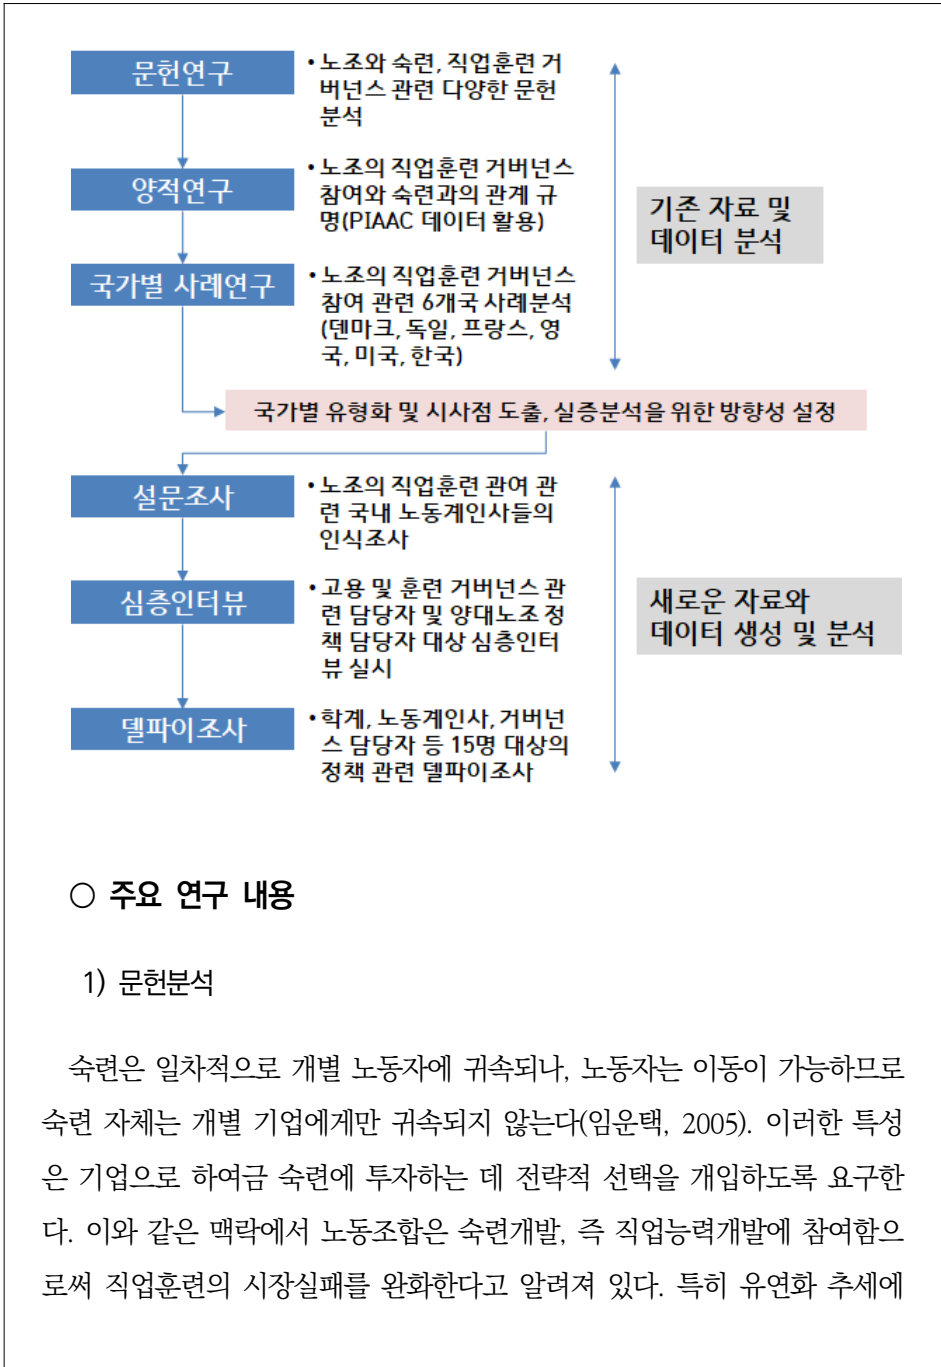 문헌연구
• 노조와 숙련, 직업훈련 거
버넌스 관련 다양한 문헌
분석
양적연구
• 노조의 직업훈련 거버넌스
참여와 숙련과의 관계 규
명(PIAAC 데이터 활용)
국가별 사례연구
• 노조의 직업훈련 거버넌스
참여 관련 6개국 사례분석
(덴마크, 독일, 프랑스, 영
국, 미국, 한국)
기존 자료 및
데이터 분석
국가별 유형화 및 시사점 도출, 실증분석을 위한 방향성 설정
설문조사
• 노조의 직업훈련 관여 관
련 국내 노동계인사들의
인식조사
심층인터뷰
• 고용 및 훈련 거버넌스 관
련 담당자 및 양대노조 정
책 담당자 대상 심층인터
뷰 실시
델파이조사
• 학계, 노동계인사, 거버넌
스 담당자 등 15명 대상의
정책 관련 델파이조사
새로운 자료와
데이터 생성 및 분석
○ 주요 연구 내용
1) 문헌분석
숙련은 일차적으로 개별 노동자에 귀속되나, 노동자는 이동이 가능하므로
숙련 자체는 개별 기업에게만 귀속되지 않는다(임운택, 2005). 이러한 특성
은 기업으로 하여금 숙련에 투자하는 데 전략적 선택을 개입하도록 요구한
다. 이와 같은 맥락에서 노동조합은 숙련개발, 즉 직업능력개발에 참여함으
로써 직업훈련의 시장실패를 완화한다고 알려져 있다. 특히 유연화 추세에